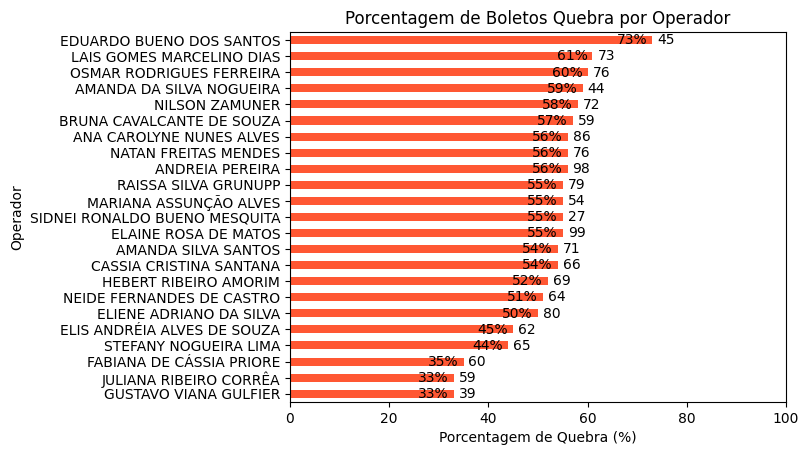 Porcentagem de Boletos Quebra por Operador
EDUARDO BUENO DOS SANTOS 73% 45
LAIS GOMES MARCELINO DIAS 61% 73
OSMAR RODRIGUES FERREIRA 60% 76
AMANDA DA SILVA NOGUEIRA 59% 44
NILSON ZAMUNER 58% 72
BRUNA CAVALCANTE DE SOUZA 57% 59
ANA CAROLYNE NUNES ALVES 56% 86
NATAN FREITAS MENDES 56% 76
ANDREIA PEREIRA 56% 98
RAISSA SILVA GRUNUPP 55% 79
MARIANA ASSUNÇÃO ALVES 55% 54
SIDNEI RONALDO BUENO MESQUITA 55% 27
ELAINE ROSA DE MATOS 55% 99
AMANDA SILVA SANTOS 54% 71
CASSIA CRISTINA SANTANA 54% 66
HEBERT RIBEIRO AMORIM 52% 69
NEIDE FERNANDES DE CASTRO 51% 64
ELIENE ADRIANO DA SILVA 50% 80
ELIS ANDRÉIA ALVES DE SOUZA 45% 62
STEFANY NOGUEIRA LIMA 44% 65
FABIANA DE CÁSSIA PRIORE 35% 60
JULIANA RIBEIRO CORRÊA 33% 59
GUSTAVO VIANA GULFIER 33% 39
Operador
0 20 40 60 80 100
Porcentagem de Quebra (%)